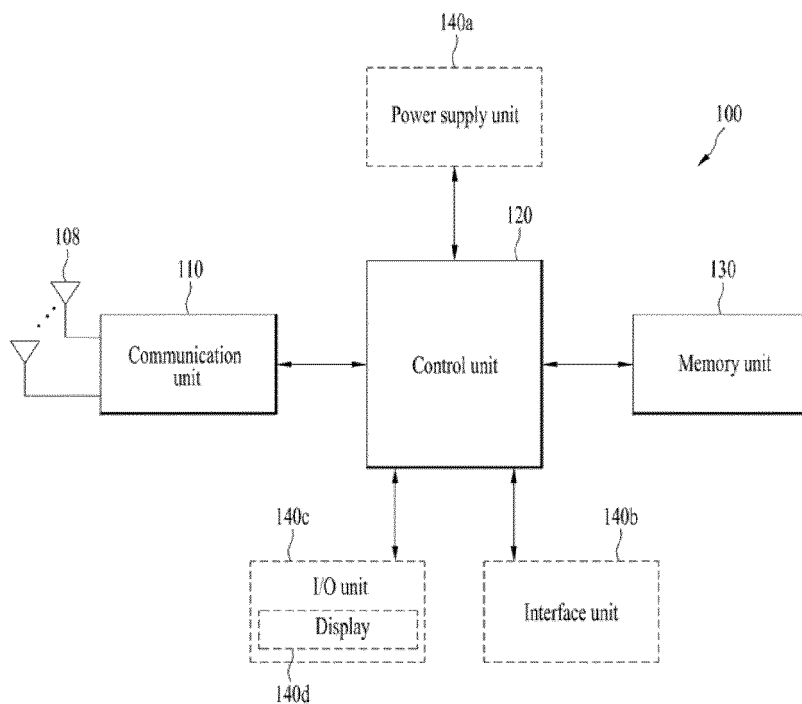 140a
Power supply unit
100
108
110
120
130
Communication
unit
Control unit
Memory unit
140c
140b
I/O unit
Display
Interface unit
140d